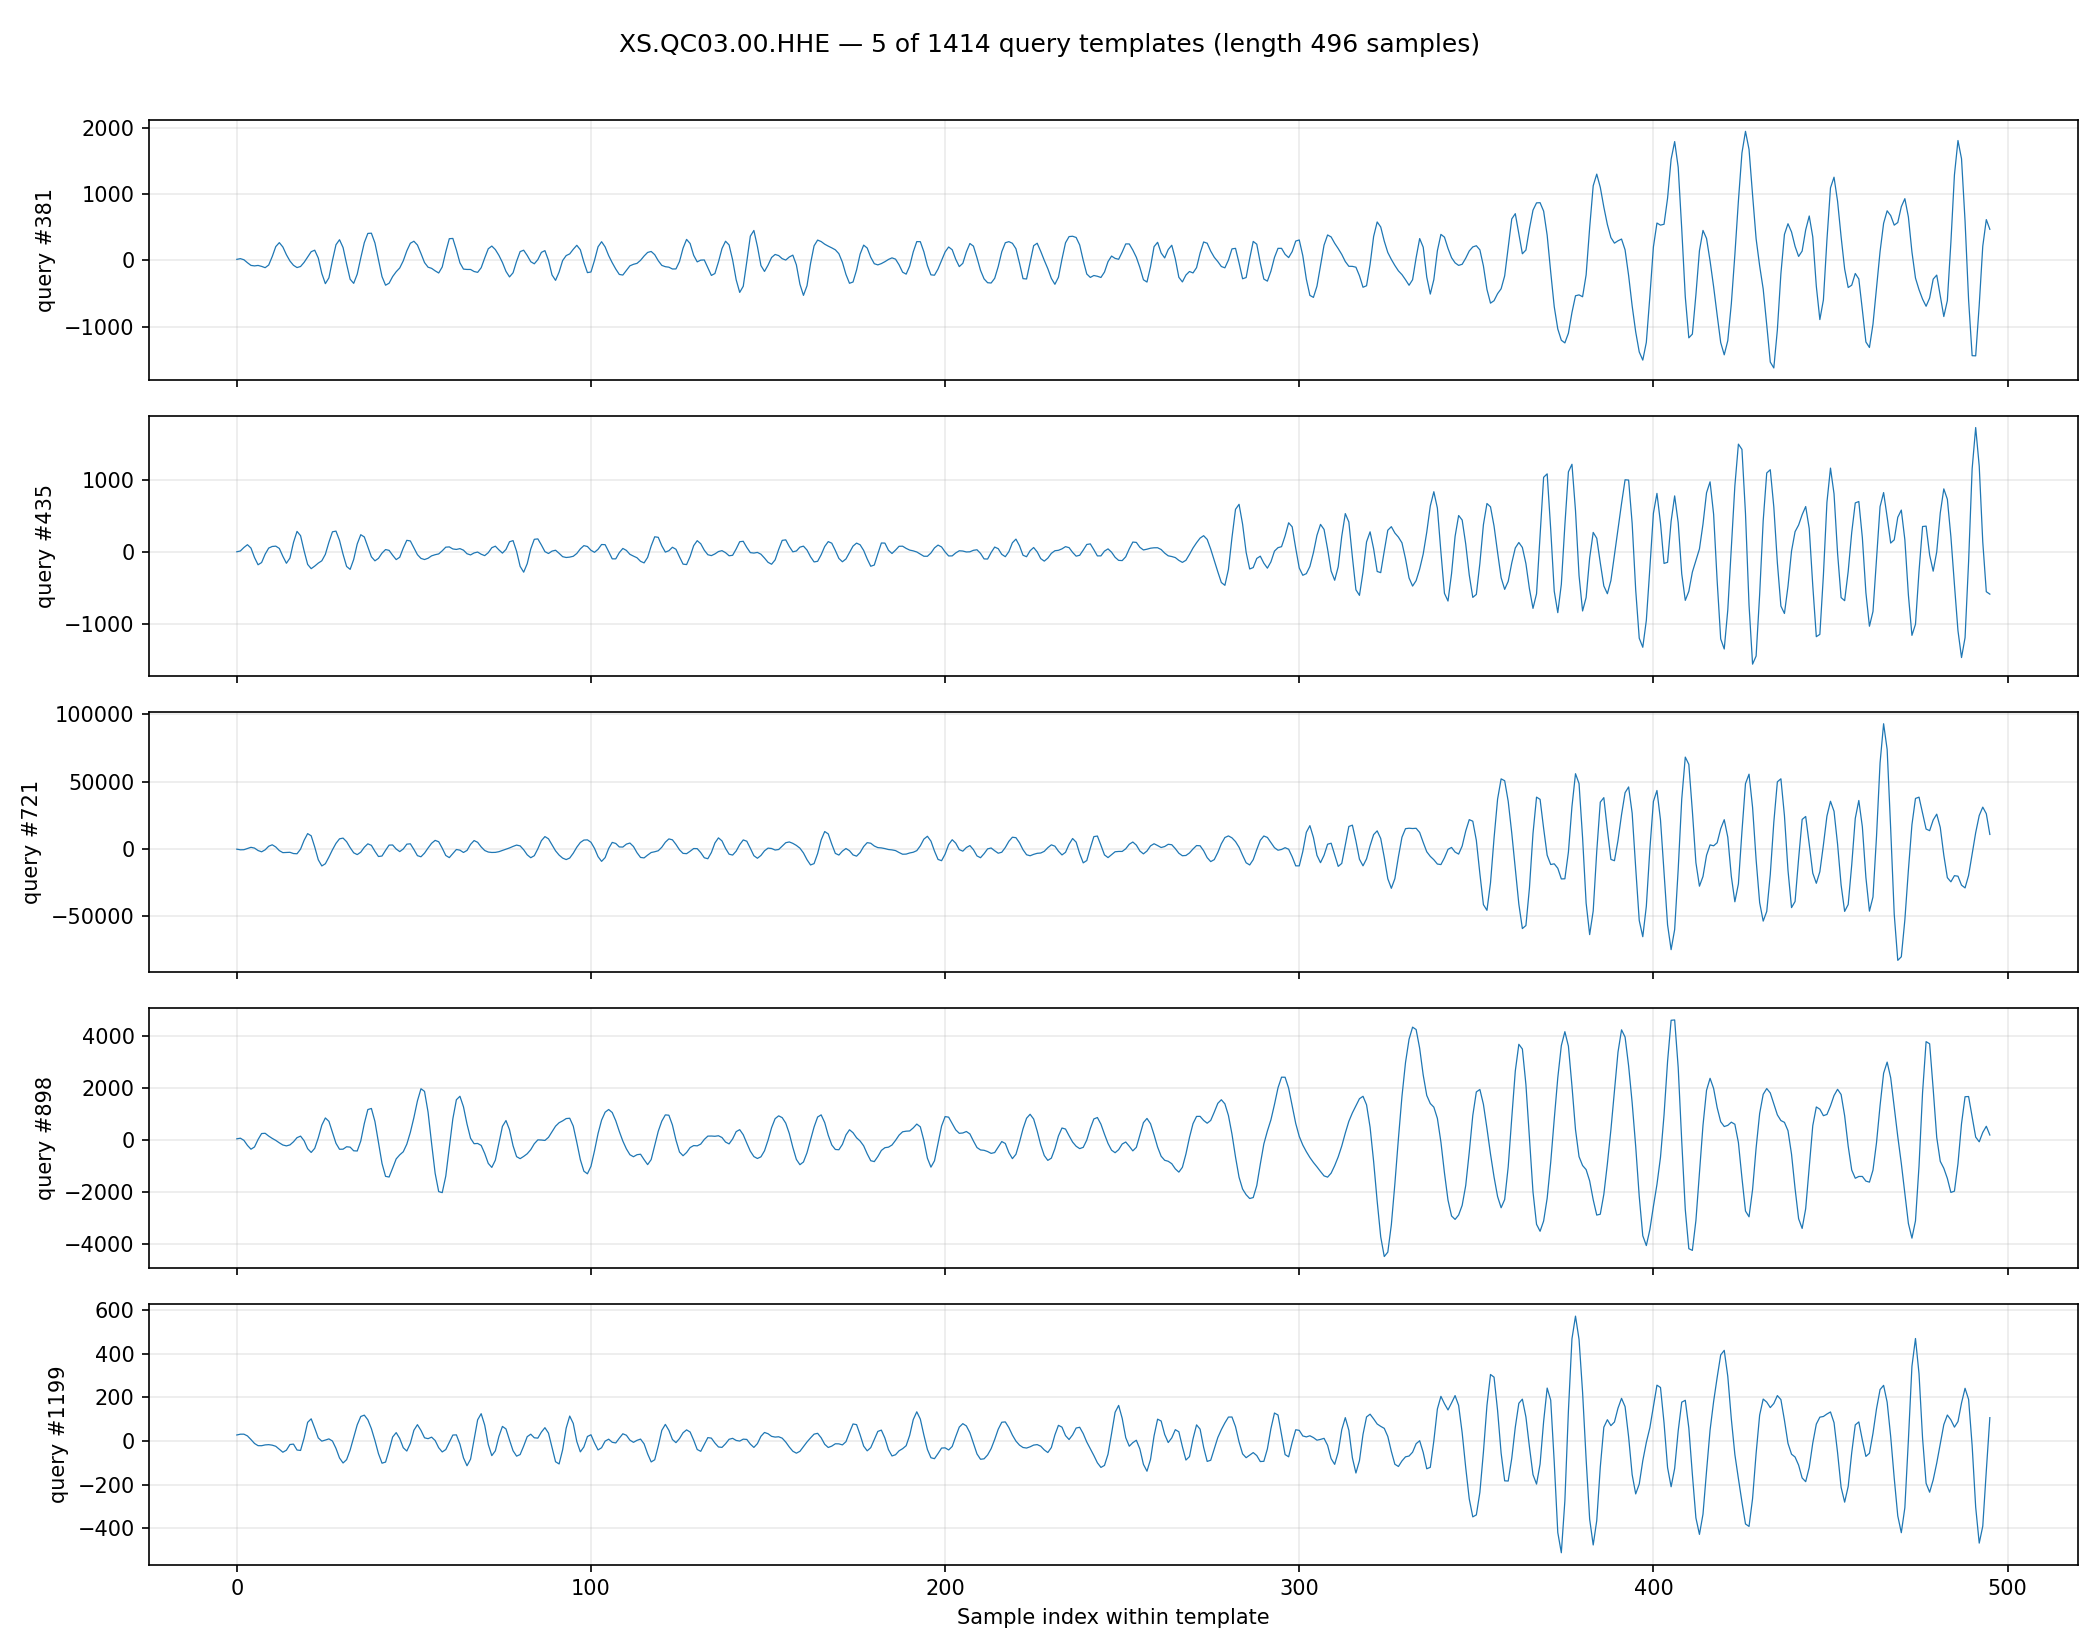 XS.QC03.00.HHE — 5 of 1414 query templates (length 496 samples)
2000
1000
0
−1000
query #381
1000
0
−1000
query #435
100000
50000
0
−50000
query #721
4000
2000
0
−2000
−4000
query #898
600
400
200
0
−200
−400
query #1199
0 100 200 300 400 500
Sample index within template